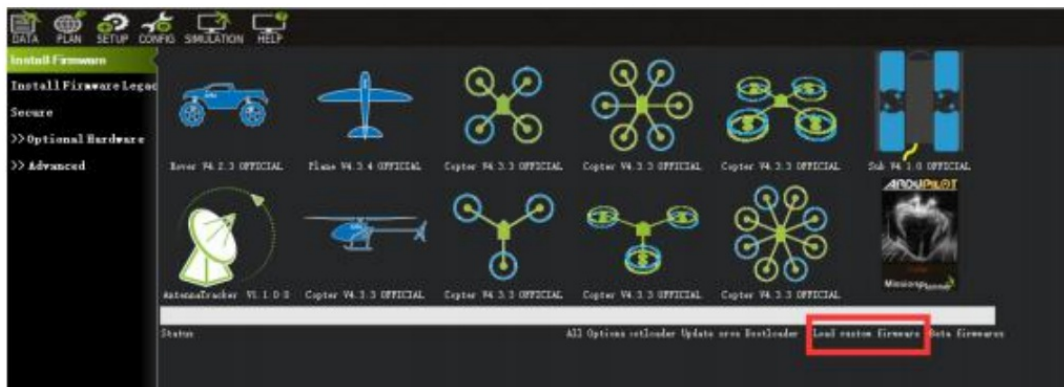 DATA PLAN SETUP CONFIG SIMULATION HELP
Install Firmware
Install Firmware Legac
Secure
>> Optional Hardware
>> Advanced
Rover V4.2.3 OFFICIAL
Plane V4.3.4 OFFICIAL
Copter V4.3.3 OFFICIAL
Copter V4.3.3 OFFICIAL
Copter V4.3.3 OFFICIAL
Sub V4.1.0 OFFICIAL
ARDUPILOT
Mission
AntennaTracker V1.1.0.0
Copter V4.3.3 OFFICIAL
Copter V4.3.3 OFFICIAL
Copter V4.3.3 OFFICIAL
Copter V4.3.3 OFFICIAL
Status
All Options ootloader Update Bootloader Load custom firmware Beta firmwares